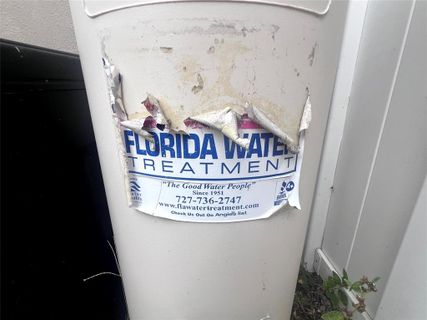 FLORIDA WATER
TREATMENT
"The Good Water People"
Since 1951
727-736-2747
www.flawatertreatment.com
Check Us Out On Angie's list